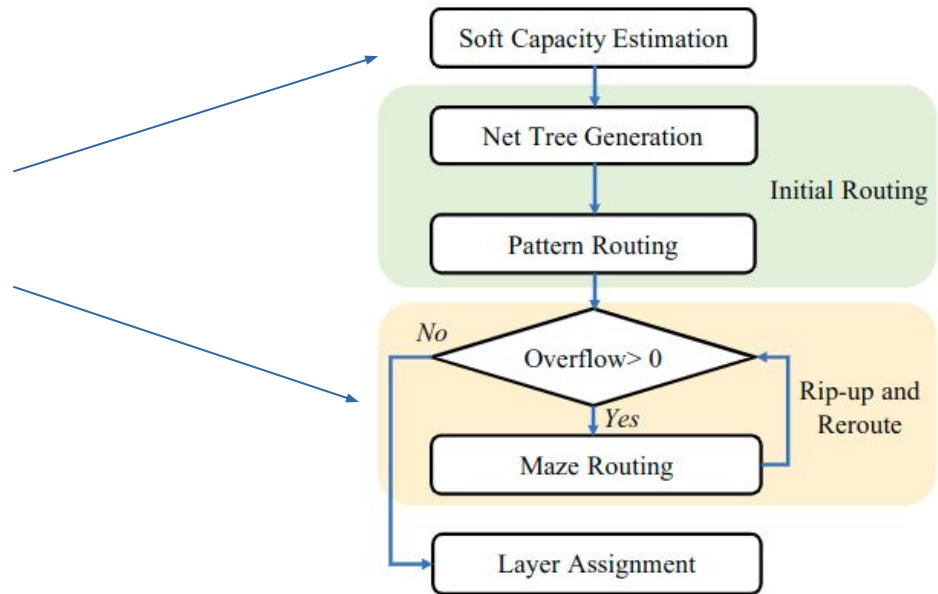 Soft Capacity Estimation
Net Tree Generation
Initial Routing
Pattern Routing
No
Overflow> 0
Rip-up and
Reroute
Yes
Maze Routing
Layer Assignment